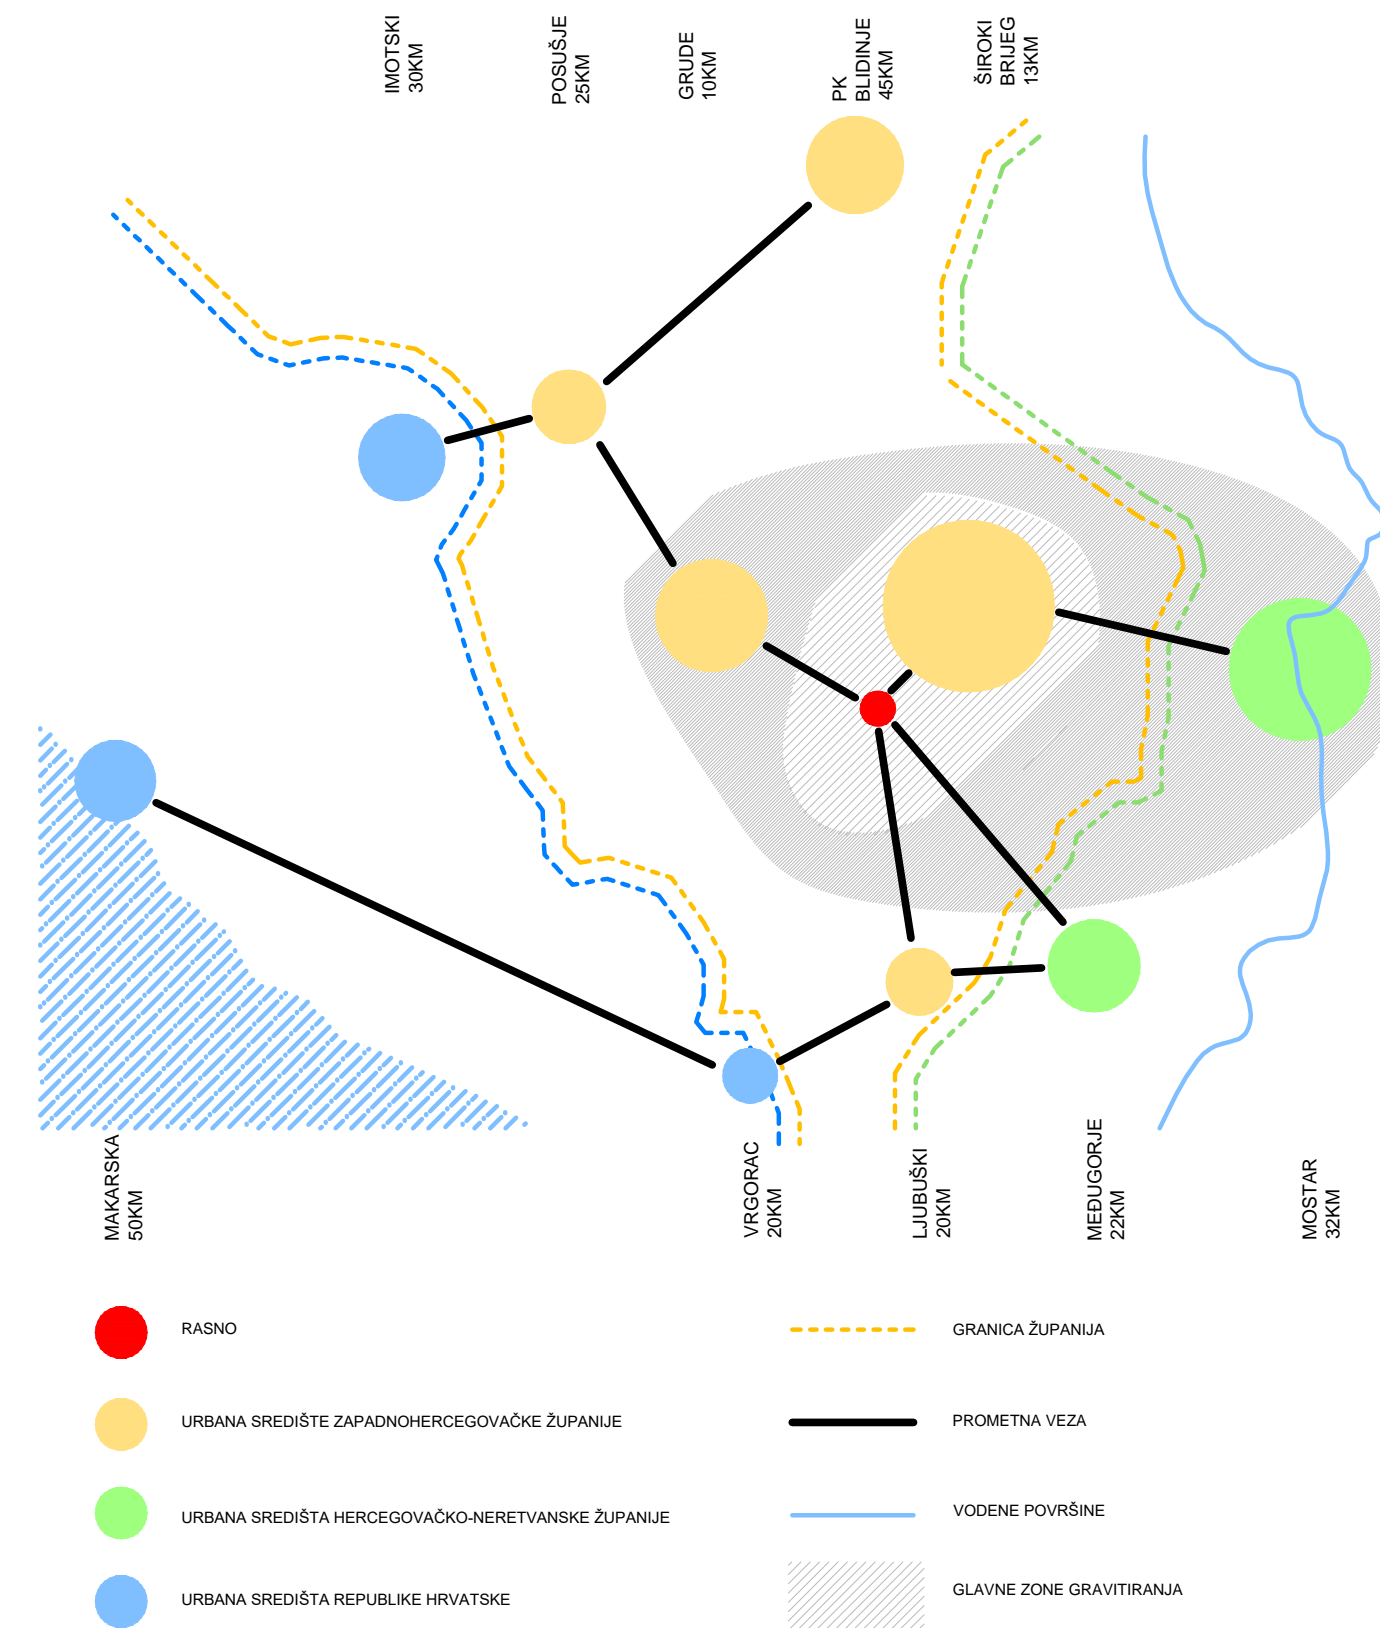 IMOTSKI
30KM
POSUŠJE
25KM
GRUDE
10KM
PK
BLIDINJE
45KM
ŠIROKI
BRIJEG
13KM
MAKARSKA
50KM
VRGORAC
20KM
LJUBUŠKI
20KM
MEĐUGORJE
22KM
MOSTAR
32KM
RASNO
URBANA SREDIŠTE ZAPADNOHERCEGOVAČKE ŽUPANIJE
URBANA SREDIŠTA HERCEGOVAČKO-NERETVANSKE ŽUPANIJE
URBANA SREDIŠTA REPUBLIKE HRVATSKE
GRANICA ŽUPANIJA
PROMETNA VEZA
VODENE POVRŠINE
GLAVNE ZONE GRAVITIRANJA